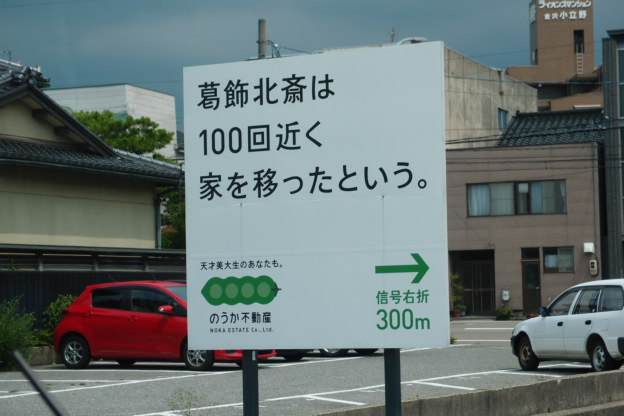 ライオンズマンション
金沢小立野
葛飾北斎は
100回近く
家を移ったという。
天才美大生のあなたも。
のうか不動産
NOKA ESTATE Co., Ltd.
信号右折
300m